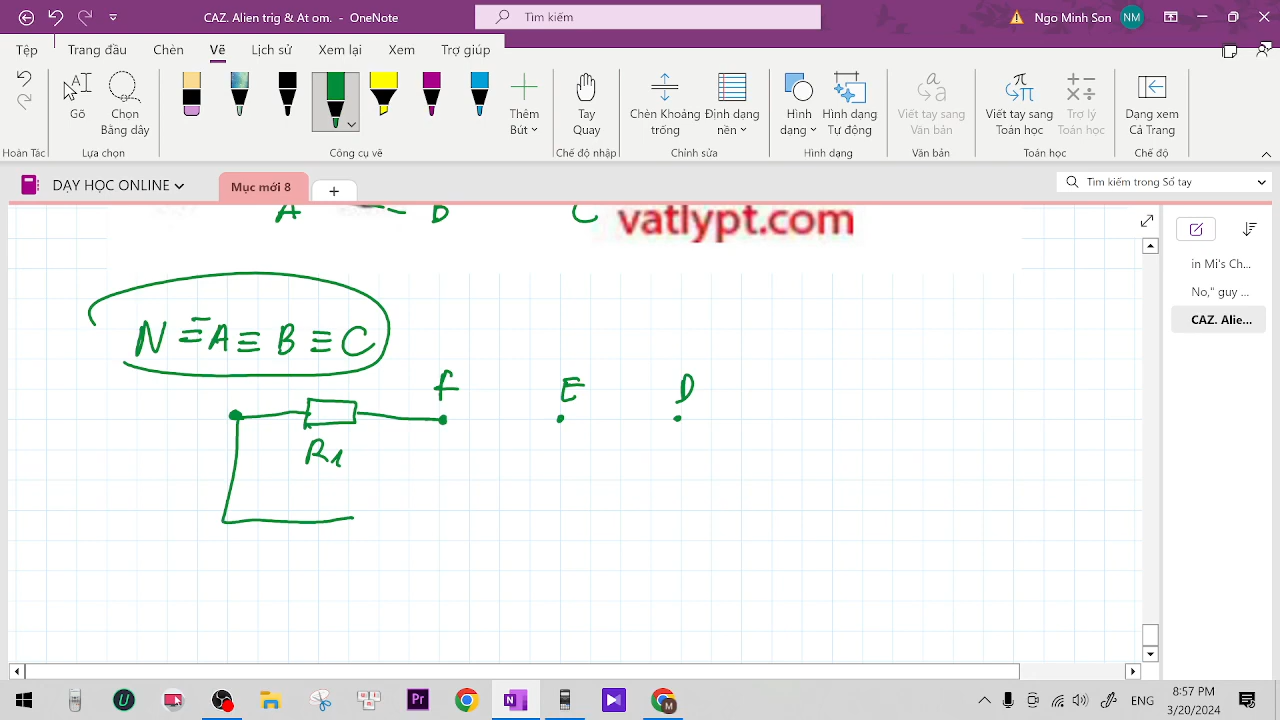 CAZ. Alien rg At om. - OneNote
Tìm kiếm
Ngo Minh Son
NM
Tệp
Trang đầu
Chèn
Vẽ
Lịch sử
Xem lại
Xem
Trợ giúp
Gõ
Chọn Bằng dây
Thêm Bút
Tay Quay
Chèn Khoảng trống
Định dạng nền
Hình dạng
Hình dạng Tự động
Viết tay sang Văn bản
Viết tay sang Toán học
Trợ lý Toán học
Dạng xem Cả Trang
Hoàn Tác
Lựa chọn
Công cụ vẽ
Chế độ nhập
Chỉnh sửa
Hình dạng
Văn bản
Toán học
Chế độ
DẠY HỌC ONLINE
Mục mới 8
Tìm kiếm trong Sổ tay
A B C
vatlypt.com
in Mi's Ch...
No," guy ...
CAZ. Alie...
N ≡ A ≡ B ≡ C
F E D
R1
Pr
M
ENG
8:57 PM
3/20/2024